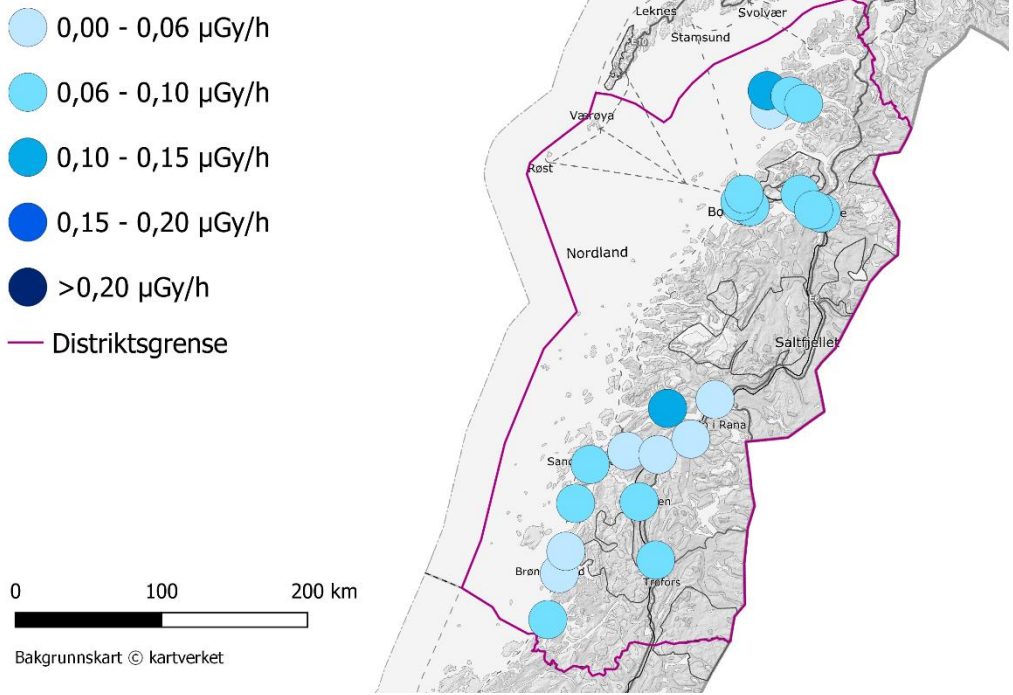 0,00 - 0,06 µGy/h
0,06 - 0,10 µGy/h
0,10 - 0,15 µGy/h
0,15 - 0,20 µGy/h
>0,20 µGy/h
Distriktsgrense
Leknes
Svolvær
Stamsund
Værøya
Røst
Nordland
Saltfjellet
i Rana
Trofors
0 100 200 km
Bakgrunnskart © kartverket